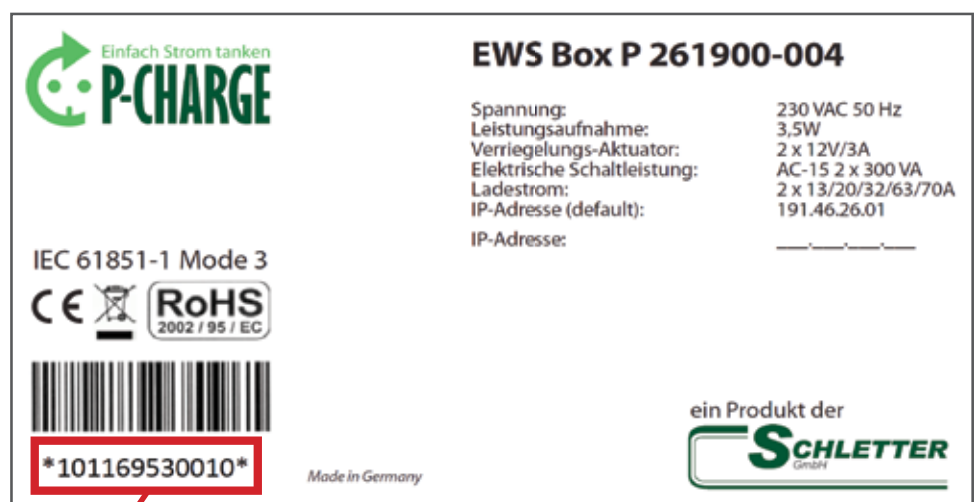 Einfach Strom tanken
P-CHARGE
EWS Box P 261900-004
Spannung: 230 VAC 50 Hz
Leistungsaufnahme: 3,5W
Verriegelungs-Aktuator: 2 x 12V/3A
Elektrische Schaltleistung: AC-15 2 x 300 VA
Ladestrom: 2 x 13/20/32/63/70A
IP-Adresse (default): 191.46.26.01
IP-Adresse: ___.___.___.___
IEC 61851-1 Mode 3
CE RoHS
2002 / 95 / EC
*101169530010*
Made in Germany
ein Produkt der
SCHLETTER
GmbH